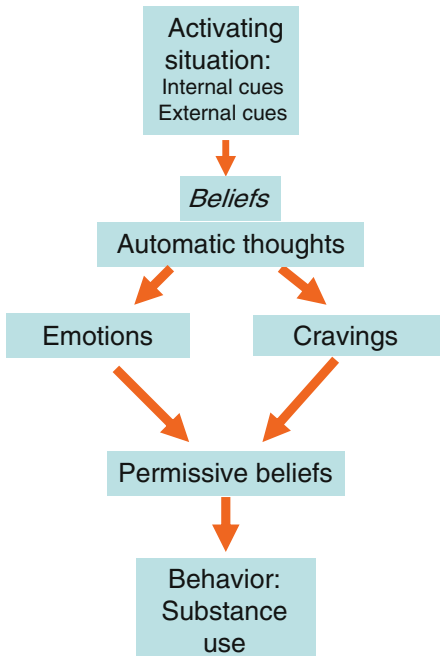 Activating
situation:
Internal cues
External cues
Beliefs
Automatic thoughts
Emotions
Cravings
Permissive beliefs
Behavior:
Substance
use